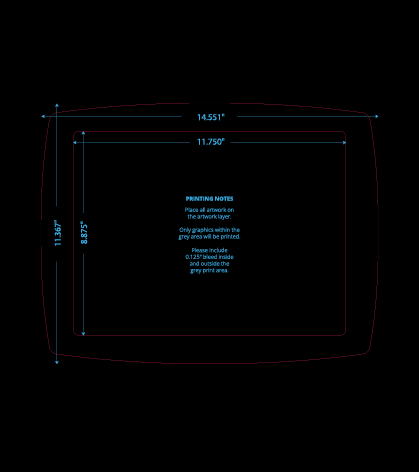 14.551"
11.750"
11.367"
8.875"
PRINTING NOTES
Place all artwork on
the artwork layer.
Only graphics within the
grey area will be printed.
Please include
0.125" bleed inside
and outside the
grey print area